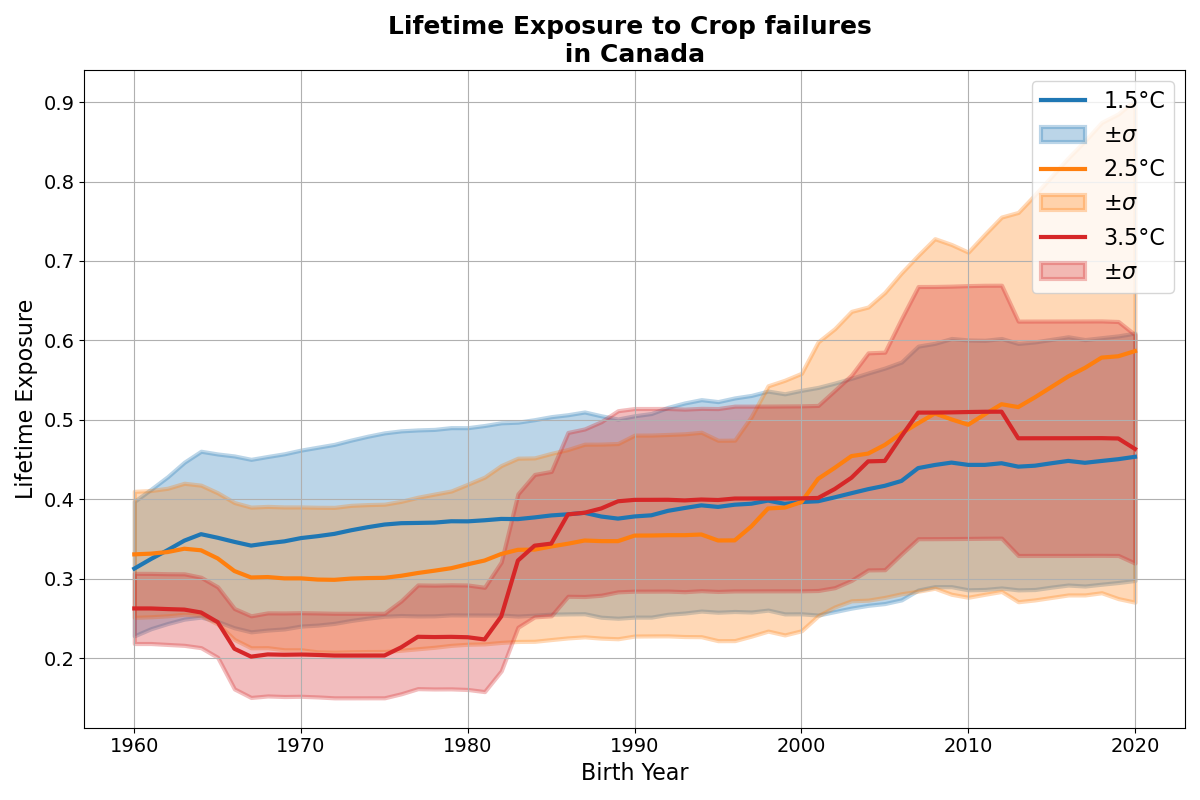 Lifetime Exposure to Crop failures
in Canada
1.5°C
±σ
2.5°C
±σ
3.5°C
±σ
Lifetime Exposure
0.9
0.8
0.7
0.6
0.5
0.4
0.3
0.2
1960 1970 1980 1990 2000 2010 2020
Birth Year